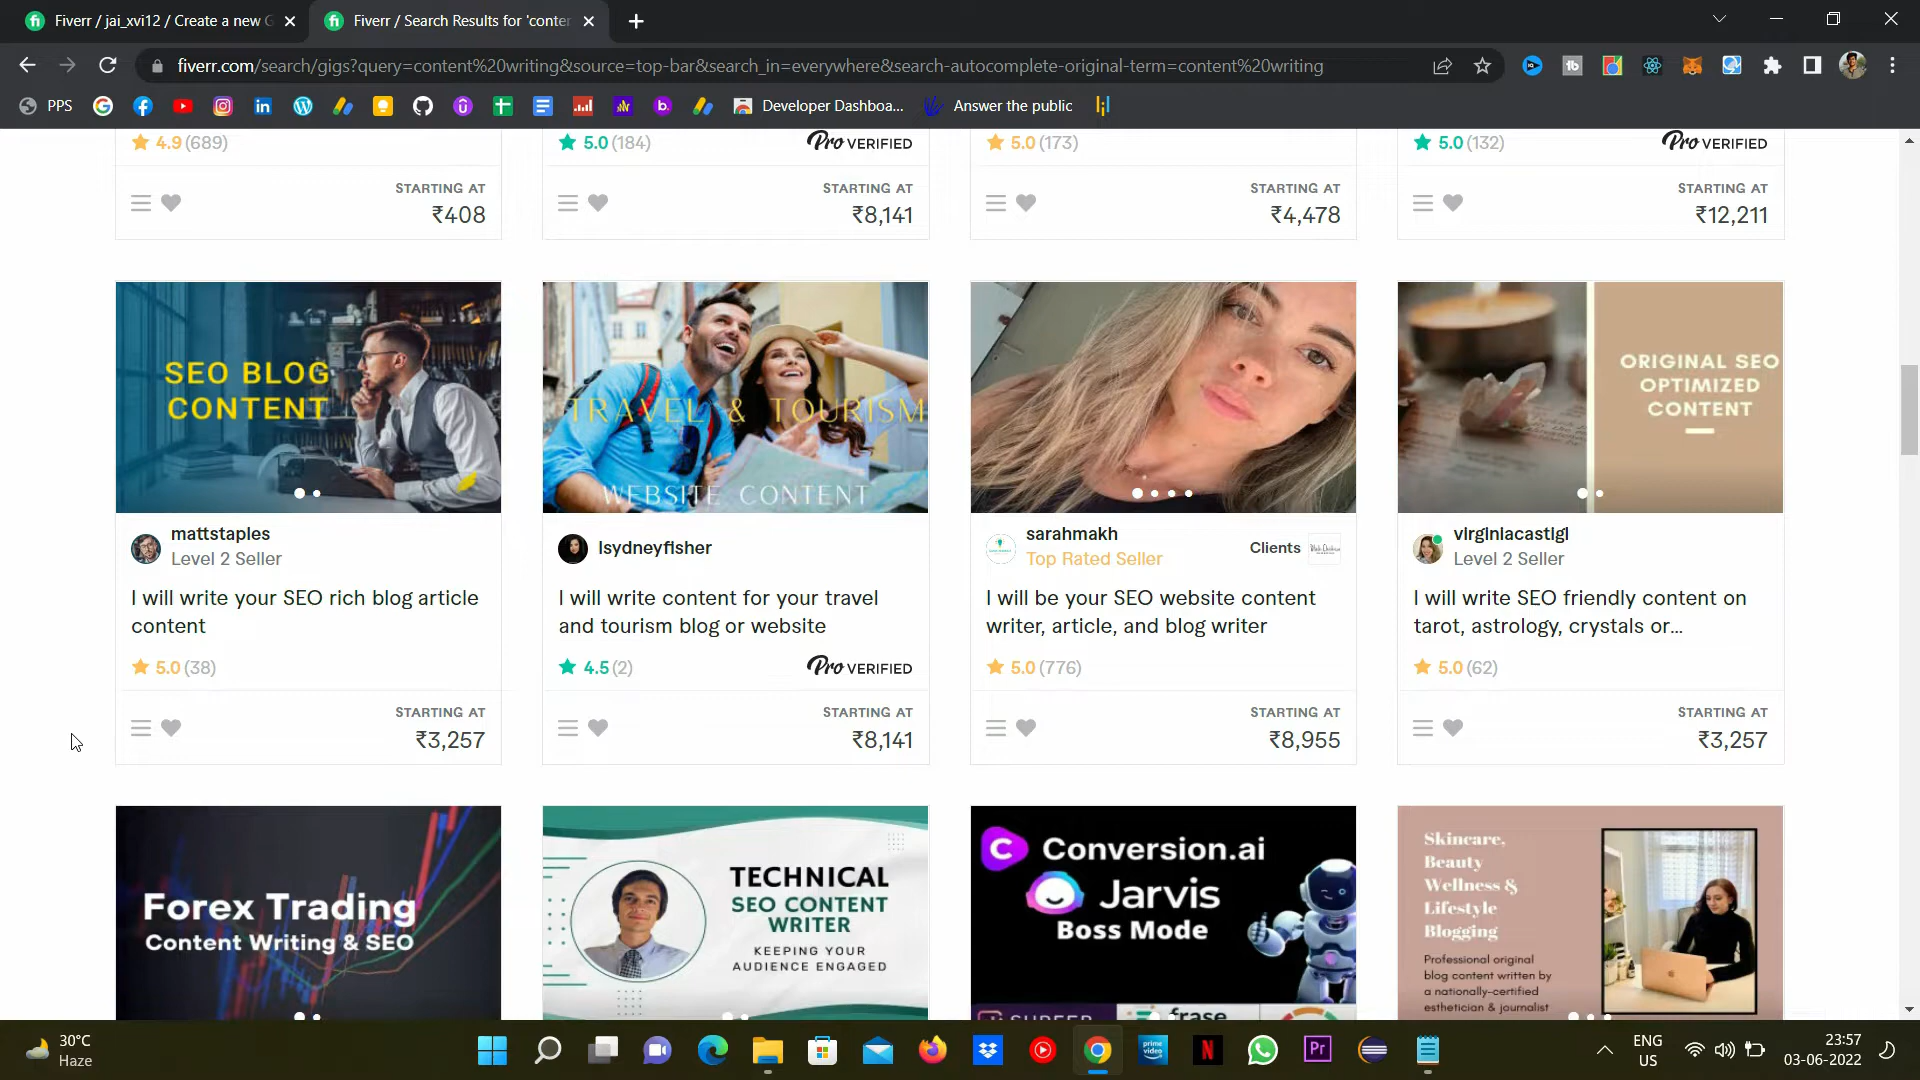 Fiverr / jai_xvi12 / Create a new G
Fiverr / Search Results for 'conten
fiverr.com/search/gigs?query=content%20writing&source=top-bar&search_in=everywhere&search-autocomplete-original-term=content%20writing
PPS
Developer Dashboa...
Answer the public
4.9 (689)
5.0 (184)
Pro VERIFIED
5.0 (173)
5.0 (132)
Pro VERIFIED
STARTING AT
₹408
STARTING AT
₹8,141
STARTING AT
₹4,478
STARTING AT
₹12,211
SEO BLOG
CONTENT
TRAVEL & TOURISM
WEBSITE CONTENT
ORIGINAL SEO
OPTIMIZED
CONTENT
mattstaples
Level 2 Seller
lsydneyfisher
sarahmakh
Top Rated Seller
Clients
virginiacastigl
Level 2 Seller
I will write your SEO rich blog article
content
I will write content for your travel
and tourism blog or website
I will be your SEO website content
writer, article, and blog writer
I will write SEO friendly content on
tarot, astrology, crystals or...
5.0 (38)
4.5 (2)
Pro VERIFIED
5.0 (776)
5.0 (62)
STARTING AT
₹3,257
STARTING AT
₹8,141
STARTING AT
₹8,955
STARTING AT
₹3,257
Forex Trading
Content Writing & SEO
TECHNICAL
SEO CONTENT
WRITER
KEEPING YOUR
AUDIENCE ENGAGED
Conversion.ai
Jarvis
Boss Mode
SURFER
frase
Skincare,
Beauty
Wellness &
Lifestyle
Blogging
Professional original
blog content written by
a nationally-certified
esthetician & journalist
30°C
Haze
prime video
N
Pr
ENG
US
23:57
03-06-2022